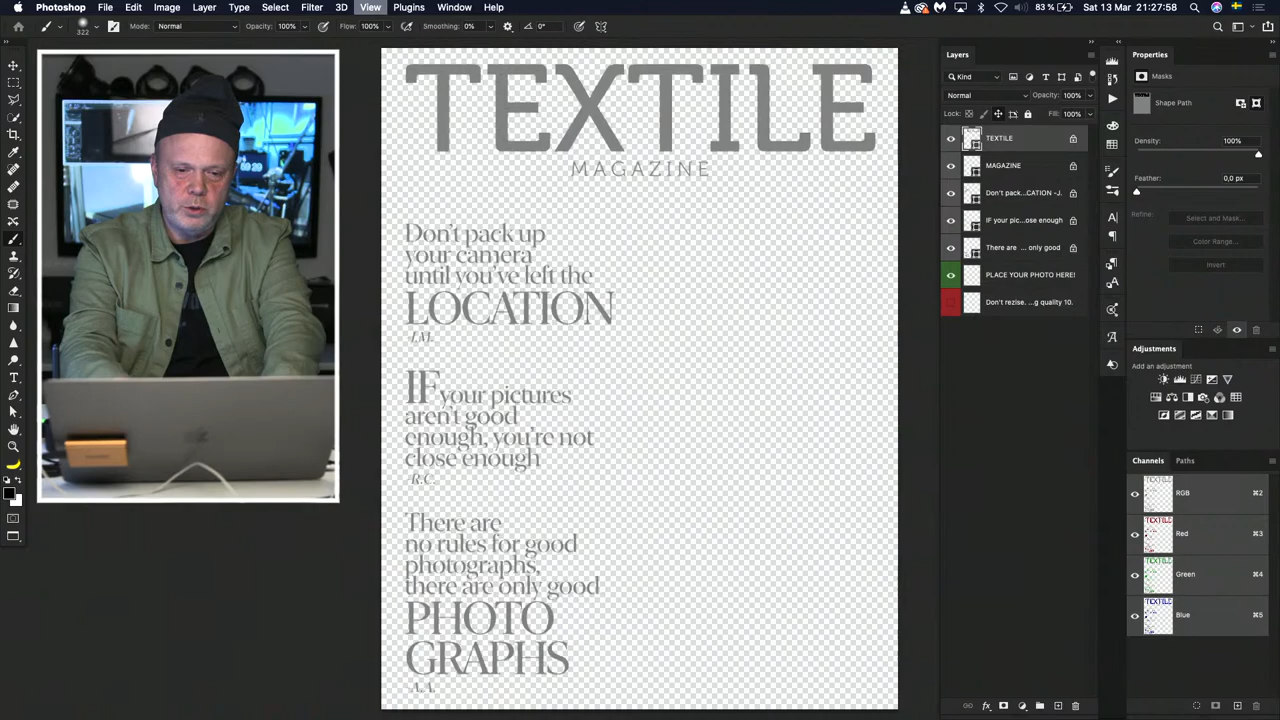 Photoshop File Edit Image Layer Type Select Filter 3D View Plugins Window Help 83 % Sat 13 Mar 21:27:58
322 Mode: Normal Opacity: 100% Flow: 100% Smoothing: 0% 0°
TEXTILE
MAGAZINE
Don't pack up
your camera
until you've left the
LOCATION
-J.M.
IF your pictures
aren't good
enough, you're not
close enough
-R.C.
There are
no rules for good
photographs,
there are only good
PHOTO
GRAPHS
-A.A.
Layers
Kind
Normal Opacity: 100%
Lock: Fill: 100%
TEXTILE
MAGAZINE
Don't pack...CATION -J.
IF your pic...ose enough
There are ... only good
PLACE YOUR PHOTO HERE!
Don't rezise. ...g quality 10.
Properties
Masks
Shape Path
Density: 100%
Feather: 0,0 px
Refine: Select and Mask...
Color Range...
Invert
Adjustments
Add an adjustment
Channels Paths
RGB ⌘2
Red ⌘3
Green ⌘4
Blue ⌘5